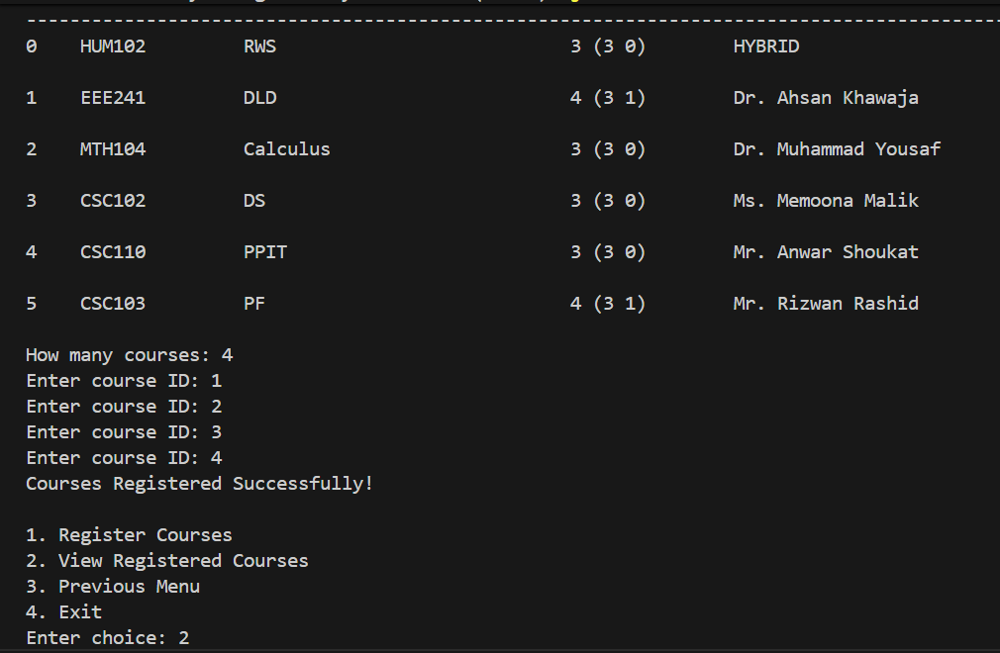 --------------------------------------------------------------------------------
0 HUM102 RWS 3 (3 0) HYBRID
1 EEE241 DLD 4 (3 1) Dr. Ahsan Khawaja
2 MTH104 Calculus 3 (3 0) Dr. Muhammad Yousaf
3 CSC102 DS 3 (3 0) Ms. Memoona Malik
4 CSC110 PPIT 3 (3 0) Mr. Anwar Shoukat
5 CSC103 PF 4 (3 1) Mr. Rizwan Rashid
How many courses: 4
Enter course ID: 1
Enter course ID: 2
Enter course ID: 3
Enter course ID: 4
Courses Registered Successfully!
1. Register Courses
2. View Registered Courses
3. Previous Menu
4. Exit
Enter choice: 2